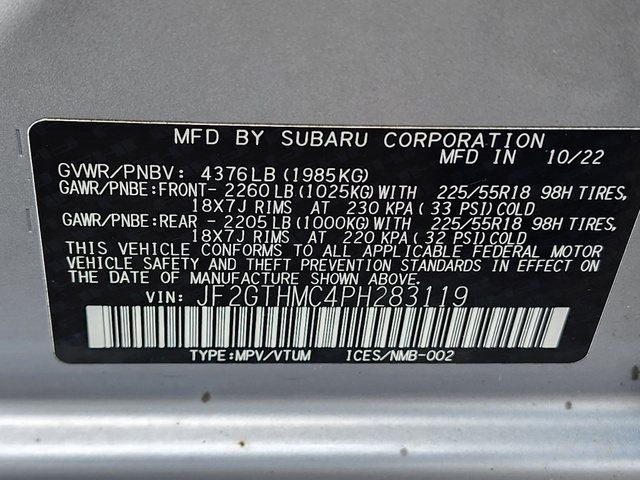 MFD BY SUBARU CORPORATION
MFD IN 10/22
GVWR/PNBV: 4376LB (1985KG)
GAWR/PNBE:FRONT- 2260 LB (1025KG) WITH 225/55R18 98H TIRES,
18X7J RIMS AT 230 KPA (33 PSI) COLD
GAWR/PNBE:REAR - 2205 LB (1000KG) WITH 225/55R18 98H TIRES,
18X7J RIMS AT 220 KPA (32 PSI) COLD
THIS VEHICLE CONFORMS TO ALL APPLICABLE FEDERAL MOTOR
VEHICLE SAFETY AND THEFT PREVENTION STANDARDS IN EFFECT ON
THE DATE OF MANUFACTURE SHOWN ABOVE.
VIN: JF2GTHMC4PH283119
TYPE:MPV/VTUM ICES/NMB-002